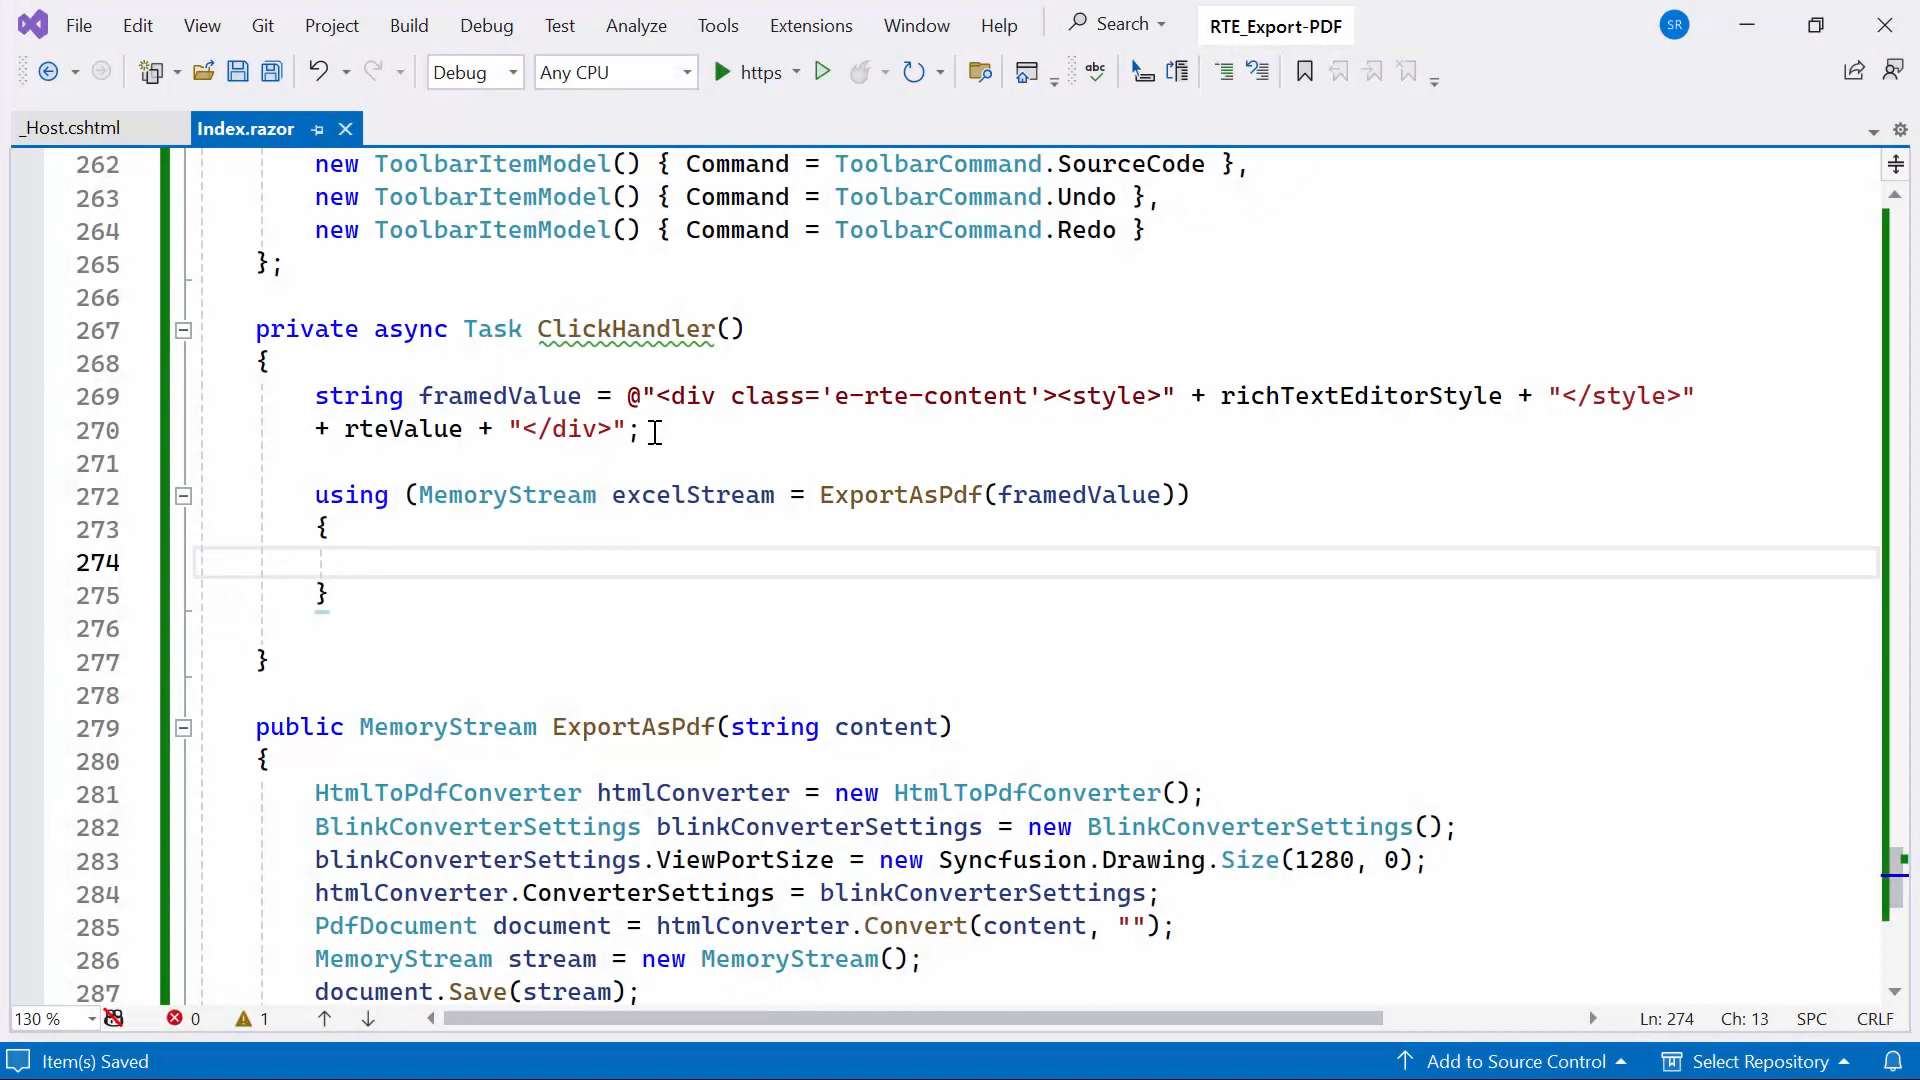 File Edit View Git Project Build Debug Test Analyze Tools Extensions Window Help Search RTE_Export-PDF SR
Debug Any CPU https
_Host.cshtml Index.razor
262 new ToolbarItemModel() { Command = ToolbarCommand.SourceCode },
263 new ToolbarItemModel() { Command = ToolbarCommand.Undo },
264 new ToolbarItemModel() { Command = ToolbarCommand.Redo }
265 };
266
267 private async Task ClickHandler()
268 {
269 string framedValue = @"<div class='e-rte-content'><style>" + richTextEditorStyle + "</style>"
270 + rteValue + "</div>";
271
272 using (MemoryStream excelStream = ExportAsPdf(framedValue))
273 {
274
275 }
276
277 }
278
279 public MemoryStream ExportAsPdf(string content)
280 {
281 HtmlToPdfConverter htmlConverter = new HtmlToPdfConverter();
282 BlinkConverterSettings blinkConverterSettings = new BlinkConverterSettings();
283 blinkConverterSettings.ViewPortSize = new Syncfusion.Drawing.Size(1280, 0);
284 htmlConverter.ConverterSettings = blinkConverterSettings;
285 PdfDocument document = htmlConverter.Convert(content, "");
286 MemoryStream stream = new MemoryStream();
287 document.Save(stream);
130 % 0 1 Ln: 274 Ch: 13 SPC CRLF
Item(s) Saved Add to Source Control Select Repository